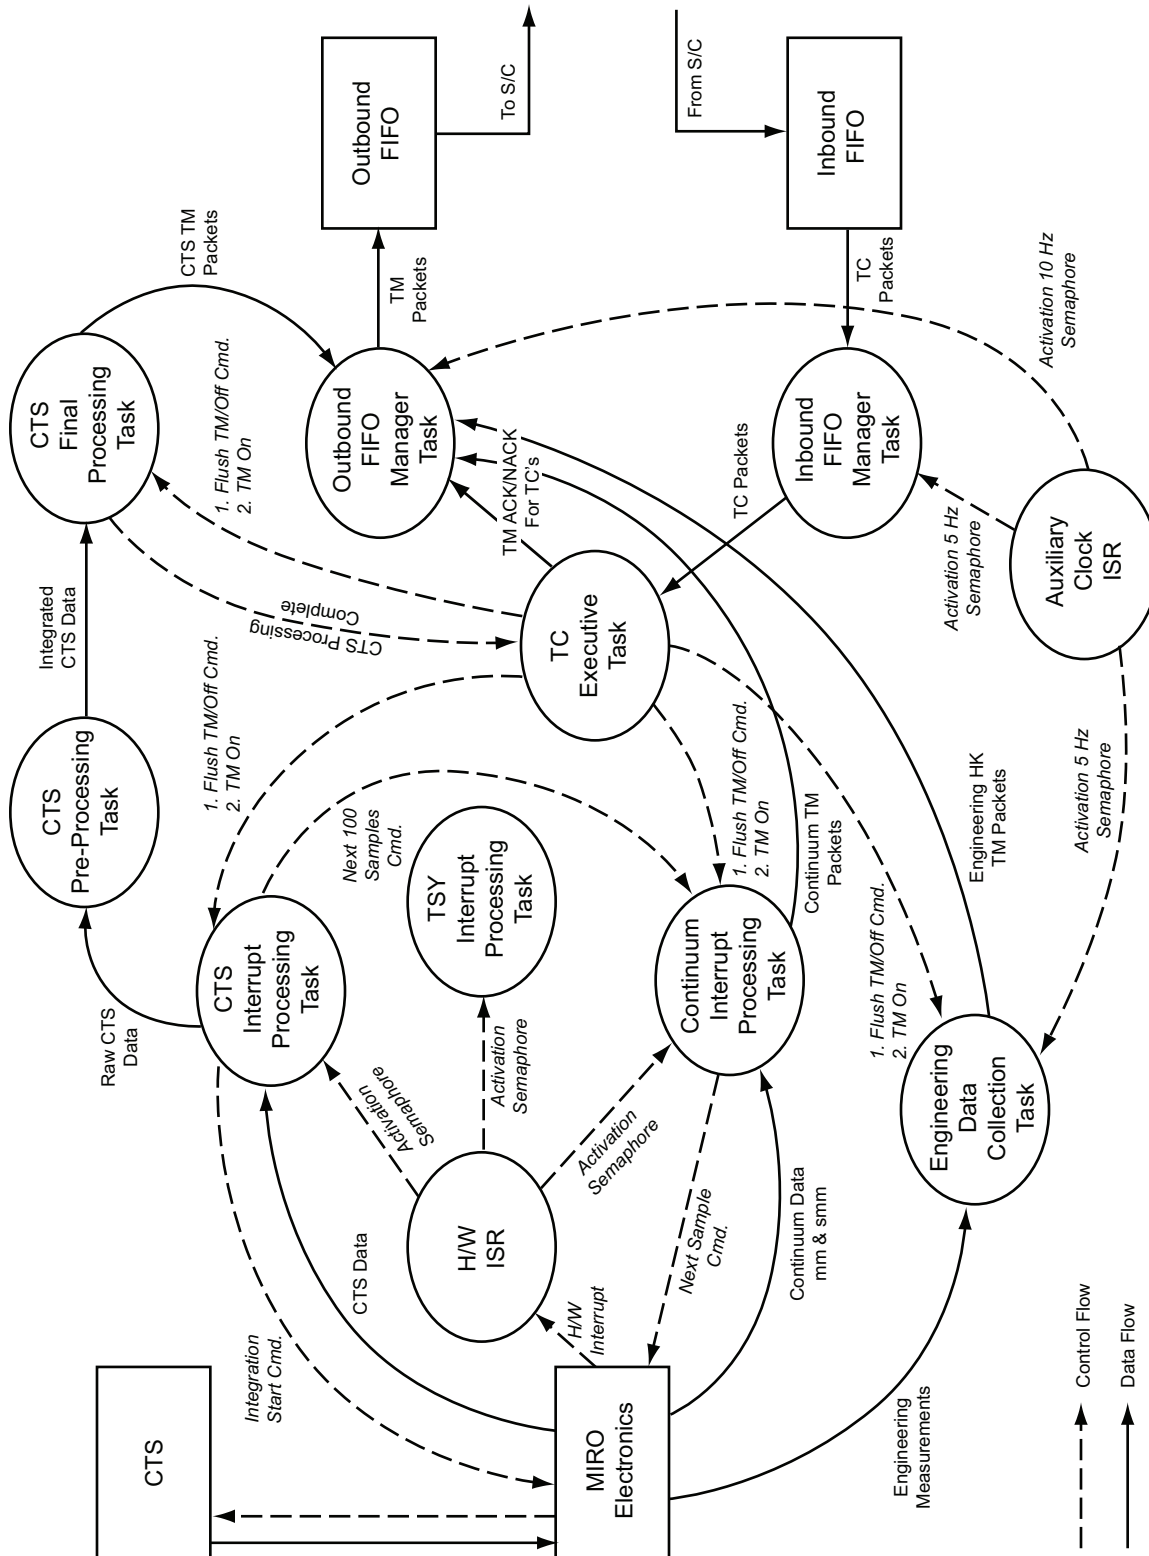 CTS
MIRO
Electronics
Integration
Start Cmd.
CTS Data
H/W
Interrupt
H/W
ISR
Activation
Semaphore
Activation
Semaphore
Activation
Semaphore
Next Sample
Cmd.
Continuum Data
mm & smm
Engineering
Measurements
Control Flow
Data Flow
Raw CTS
Data
CTS
Interrupt
Processing
Task
TSY
Interrupt
Processing
Task
Continuum
Interrupt
Processing
Task
Engineering
Data
Collection
Task
CTS
Pre-Processing
Task
Next 100
Samples
Cmd.
1. Flush TM/Off Cmd.
2. TM On
1. Flush TM/Off Cmd.
2. TM On
1. Flush TM/Off Cmd.
2. TM On
Continuum TM
Packets
Engineering HK
TM Packets
Activation 5 Hz
Semaphore
Integrated
CTS Data
CTS Processing
Complete
TC
Executive
Task
CTS
Final
Processing
Task
1. Flush TM/Off Cmd.
2. TM On
TM ACK/NACK
For TC's
TC Packets
Outbound
FIFO
Manager
Task
Inbound
FIFO
Manager
Task
Activation 5 Hz
Semaphore
Auxiliary
Clock
ISR
CTS TM
Packets
TM
Packets
TC
Packets
Activation 10 Hz
Semaphore
Outbound
FIFO
Inbound
FIFO
To S/C
From S/C